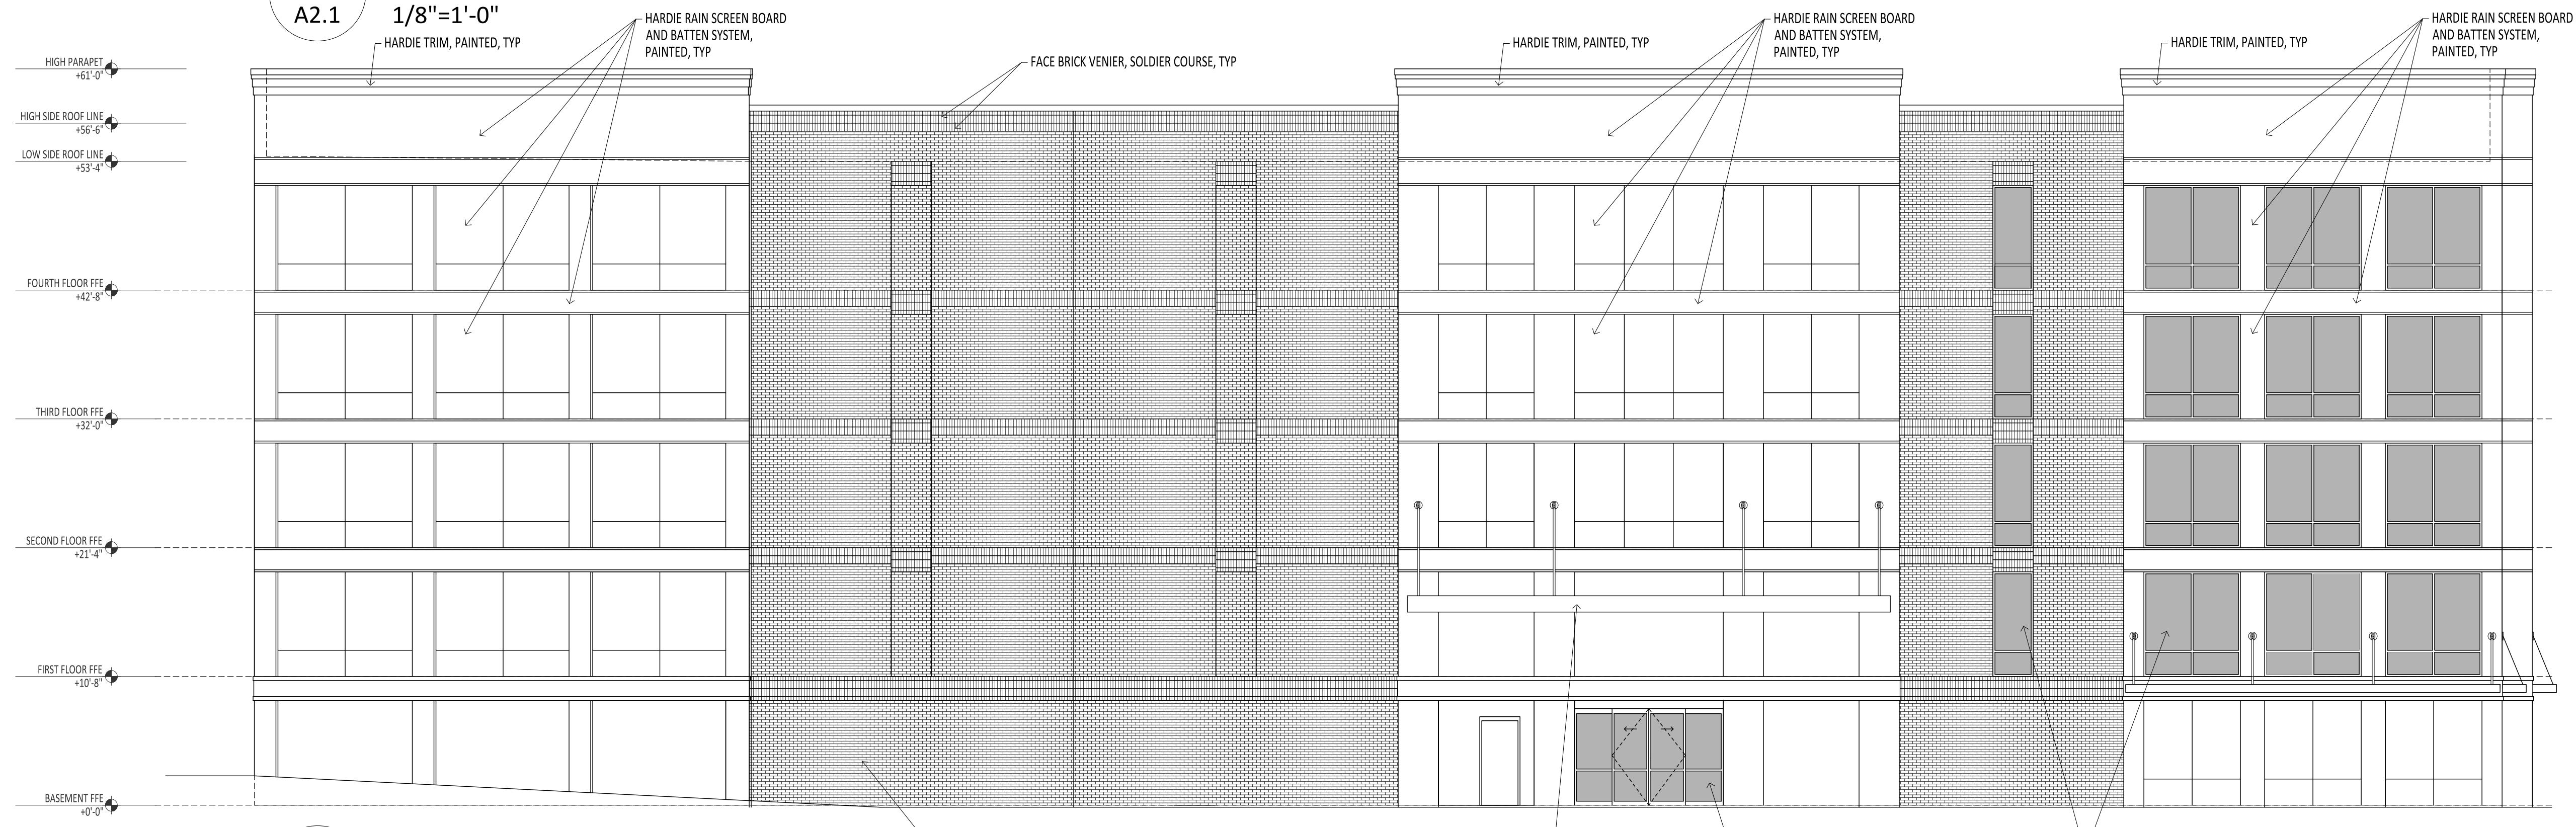 A2.1
1/8"=1'-0"
HARDIE TRIM, PAINTED, TYP
HARDIE RAIN SCREEN BOARD
AND BATTEN SYSTEM,
PAINTED, TYP
FACE BRICK VENIER, SOLDIER COURSE, TYP
HARDIE TRIM, PAINTED, TYP
HARDIE RAIN SCREEN BOARD
AND BATTEN SYSTEM,
PAINTED, TYP
HARDIE TRIM, PAINTED, TYP
HARDIE RAIN SCREEN BOARD
AND BATTEN SYSTEM,
PAINTED, TYP
HIGH PARAPET
+61'-0"
HIGH SIDE ROOF LINE
+56'-6"
LOW SIDE ROOF LINE
+53'-4"
FOURTH FLOOR FFE
+42'-8"
THIRD FLOOR FFE
+32'-0"
SECOND FLOOR FFE
+21'-4"
FIRST FLOOR FFE
+10'-8"
BASEMENT FFE
+0'-0"